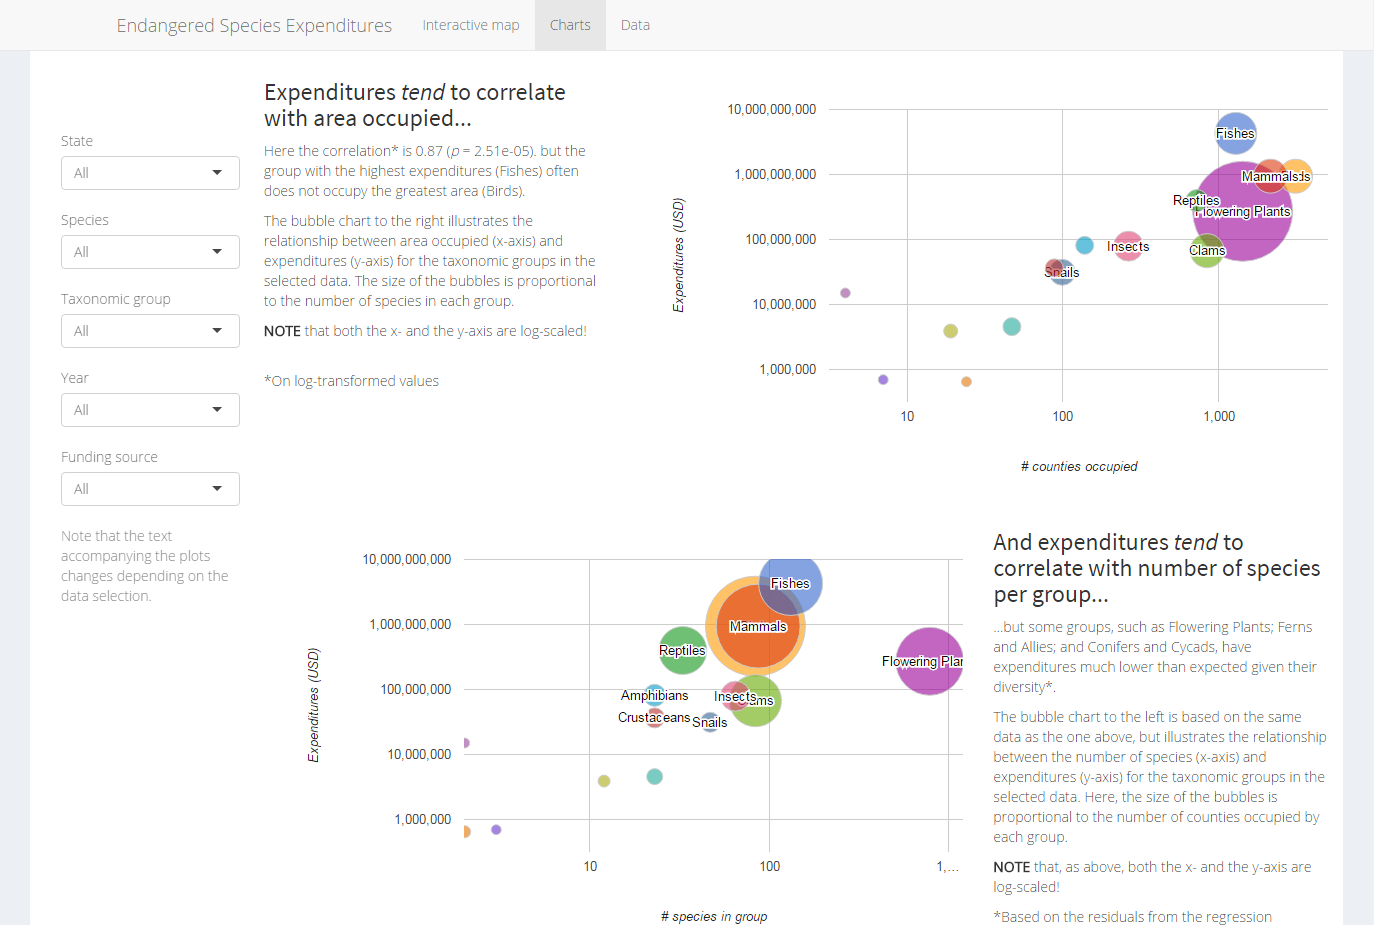 Endangered Species Expenditures
Interactive map
Charts
Data
State
All
Species
All
Taxonomic group
All
Year
All
Funding source
All
Note that the text
accompanying the plots
changes depending on the
data selection.
Expenditures tend to correlate
with area occupied...
Here the correlation* is 0.87 (p = 2.51e-05). but the
group with the highest expenditures (Fishes) often
does not occupy the greatest area (Birds).
The bubble chart to the right illustrates the
relationship between area occupied (x-axis) and
expenditures (y-axis) for the taxonomic groups in the
selected data. The size of the bubbles is proportional
to the number of species in each group.
NOTE that both the x- and the y-axis are log-scaled!
*On log-transformed values
Expenditures (USD)
10,000,000,000
1,000,000,000
100,000,000
10,000,000
1,000,000
Fishes
Mammals
Reptiles
Flowering Plants
Insects
Clams
Snails
10
100
1,000
# counties occupied
Expenditures (USD)
10,000,000,000
1,000,000,000
100,000,000
10,000,000
1,000,000
Fishes
Mammals
Reptiles
Flowering Plar
Amphibians
Insects
Crustaceans
Snails
10
100
1,...
# species in group
And expenditures tend to
correlate with number of species
per group...
...but some groups, such as Flowering Plants; Ferns
and Allies; and Conifers and Cycads, have
expenditures much lower than expected given their
diversity*.
The bubble chart to the left is based on the same
data as the one above, but illustrates the relationship
between the number of species (x-axis) and
expenditures (y-axis) for the taxonomic groups in the
selected data. Here, the size of the bubbles is
proportional to the number of counties occupied by
each group.
NOTE that, as above, both the x- and the y-axis are
log-scaled!
*Based on the residuals from the regression